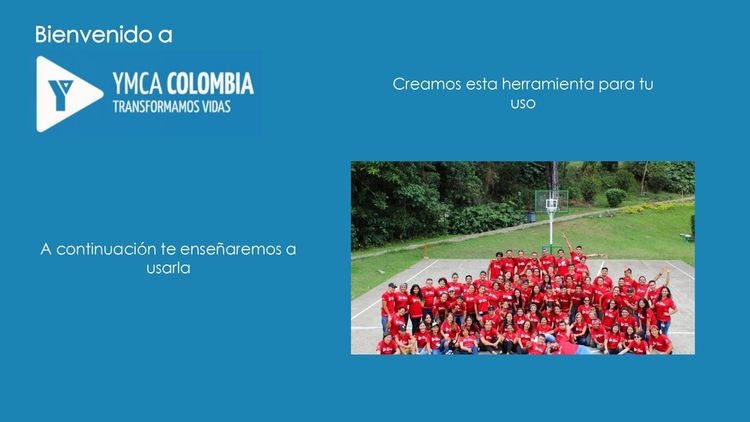 Bienvenido a
YMCA COLOMBIA
TRANSFORMAMOS VIDAS
Creamos esta herramienta para tu
uso
A continuación te enseñaremos a
usarla